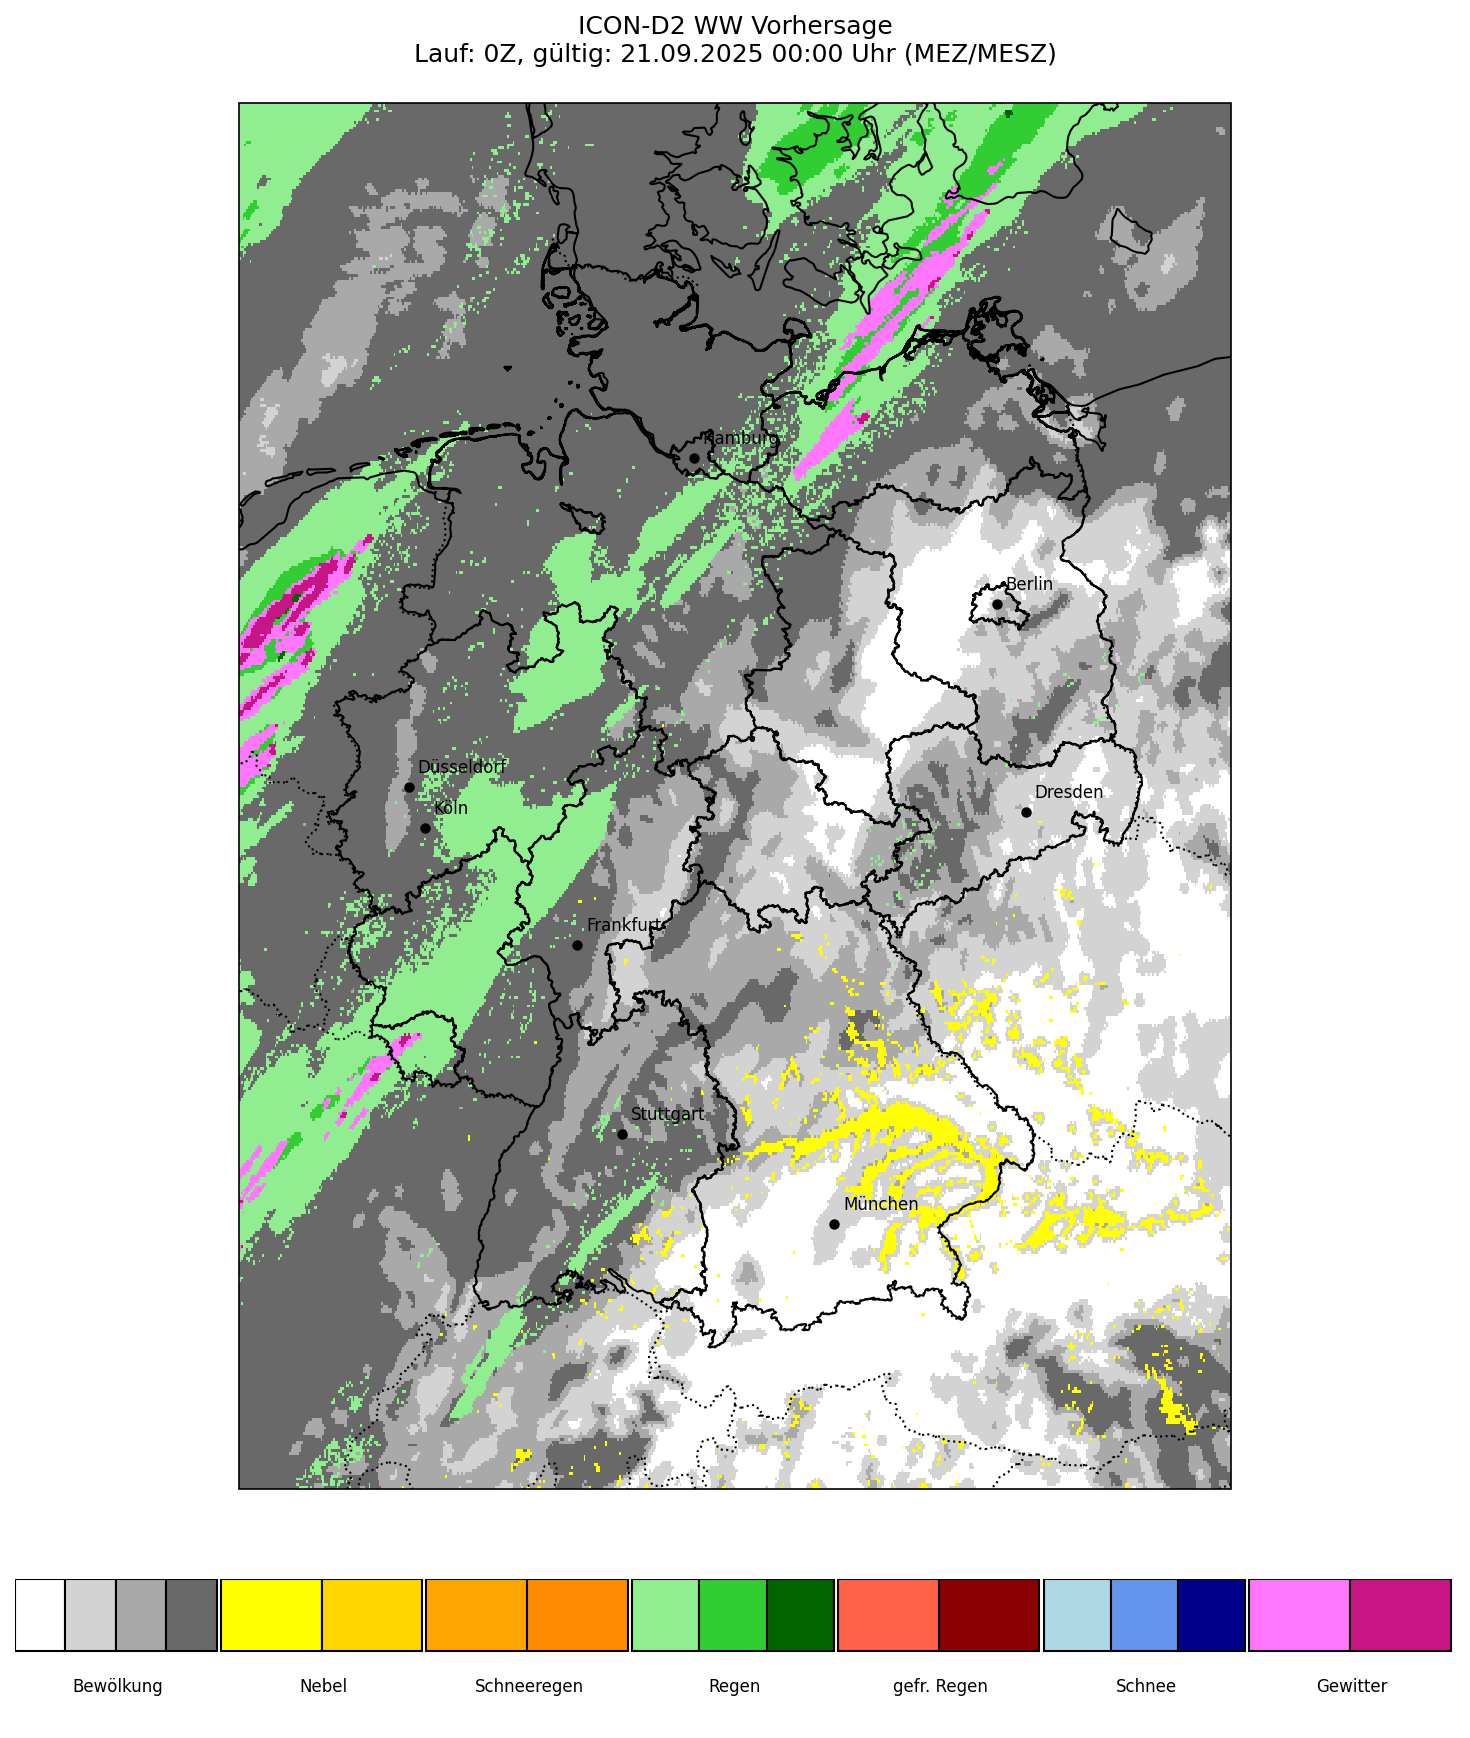 ICON-D2 WW Vorhersage
Lauf: 0Z, gültig: 21.09.2025 00:00 Uhr (MEZ/MESZ)
Hamburg
Berlin
Düsseldorf
Köln
Dresden
Frankfurt
Stuttgart
München
Bewölkung
Nebel
Schneeregen
Regen
gefr. Regen
Schnee
Gewitter